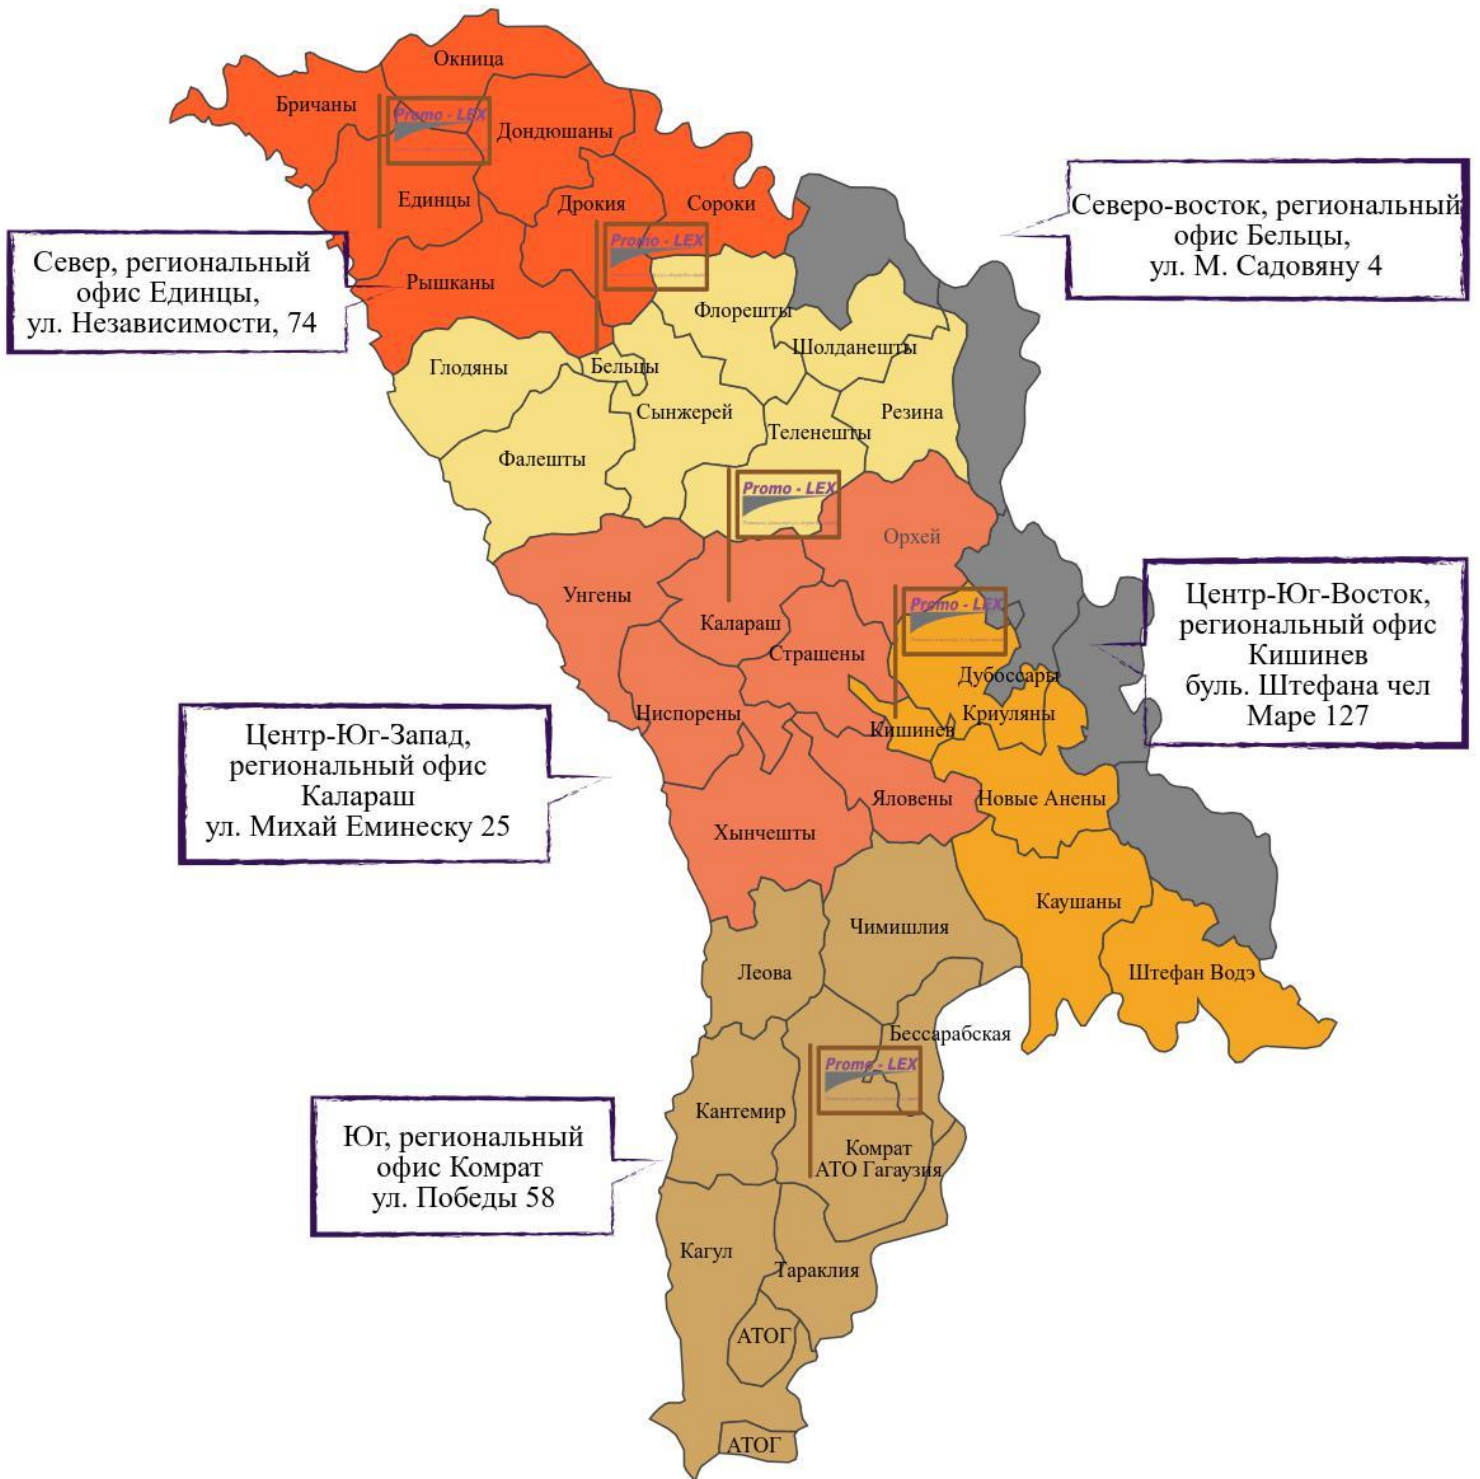 Окница
Бричаны
Promo - LEX
Дондюшаны
Единцы
Дрокия
Сороки
Северо-восток, региональный
офис Бельцы,
ул. М. Садовяну 4
Promo - LEX
Север, региональный
офис Единцы,
ул. Независимости, 74
Рышканы
Флорешты
Шолданешты
Глодяны
Бельцы
Сынжерей
Резина
Теленешты
Фалешты
Promo - LEX
Орхей
Унгены
Promo - LEX
Калараш
Страшены
Центр-Юг-Восток,
региональный офис
Кишинев
буль. Штефана чел
Маре 127
Дубоссары
Ниспорены
Криуляны
Кишинев
Центр-Юг-Запад,
региональный офис
Калараш
ул. Михай Еминеску 25
Яловены
Новые Анены
Хынчешты
Каушаны
Чимишлия
Леова
Штефан Водэ
Бессарабская
Promo - LEX
Кантемир
Юг, региональный
офис Комрат
ул. Победы 58
Комрат
АТО Гагаузия
Кагул
Тараклия
АТОГ
АТОГ